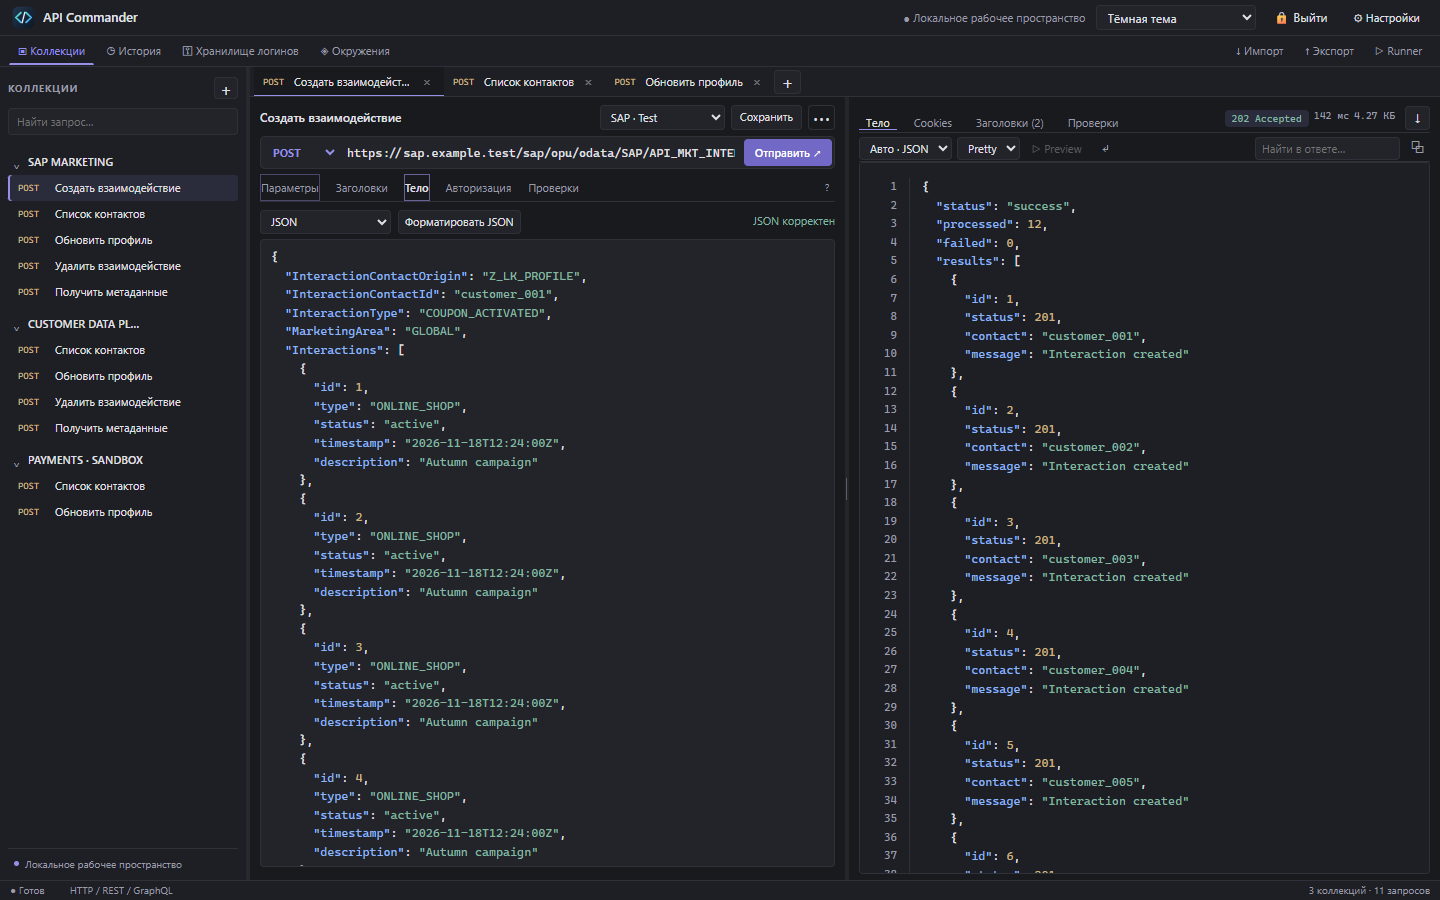 API Commander
● Локальное рабочее пространство
Тёмная тема
Выйти
Настройки
Коллекции
История
Хранилище логинов
Окружения
↓ Импорт
↑ Экспорт
▷ Runner
КОЛЛЕКЦИИ
+
Найти запрос...
SAP MARKETING
POST Создать взаимодействие
POST Список контактов
POST Обновить профиль
POST Удалить взаимодействие
POST Получить метаданные
CUSTOMER DATA PL...
POST Список контактов
POST Обновить профиль
POST Удалить взаимодействие
POST Получить метаданные
PAYMENTS · SANDBOX
POST Список контактов
POST Обновить профиль
● Локальное рабочее пространство
POST Создать взаимодейст... ×
POST Список контактов ×
POST Обновить профиль ×
+
Создать взаимодействие
SAP · Test
Сохранить
•••
POST
https://sap.example.test/sap/opu/odata/SAP/API_MKT_INTE
Отправить ↗
Параметры
Заголовки
Тело
Авторизация
Проверки
?
JSON
Форматировать JSON
JSON корректен
{
"InteractionContactOrigin": "Z_LK_PROFILE",
"InteractionContactId": "customer_001",
"InteractionType": "COUPON_ACTIVATED",
"MarketingArea": "GLOBAL",
"Interactions": [
{
"id": 1,
"type": "ONLINE_SHOP",
"status": "active",
"timestamp": "2026-11-18T12:24:00Z",
"description": "Autumn campaign"
},
{
"id": 2,
"type": "ONLINE_SHOP",
"status": "active",
"timestamp": "2026-11-18T12:24:00Z",
"description": "Autumn campaign"
},
{
"id": 3,
"type": "ONLINE_SHOP",
"status": "active",
"timestamp": "2026-11-18T12:24:00Z",
"description": "Autumn campaign"
},
{
"id": 4,
"type": "ONLINE_SHOP",
"status": "active",
"timestamp": "2026-11-18T12:24:00Z",
"description": "Autumn campaign"
Тело
Cookies
Заголовки (2)
Проверки
202 Accepted
142 мс 4.27 КБ
↓
Авто · JSON
Pretty
▷ Preview
Найти в ответе...
1 {
2 "status": "success",
3 "processed": 12,
4 "failed": 0,
5 "results": [
6 {
7 "id": 1,
8 "status": 201,
9 "contact": "customer_001",
10 "message": "Interaction created"
11 },
12 {
13 "id": 2,
14 "status": 201,
15 "contact": "customer_002",
16 "message": "Interaction created"
17 },
18 {
19 "id": 3,
20 "status": 201,
21 "contact": "customer_003",
22 "message": "Interaction created"
23 },
24 {
25 "id": 4,
26 "status": 201,
27 "contact": "customer_004",
28 "message": "Interaction created"
29 },
30 {
31 "id": 5,
32 "status": 201,
33 "contact": "customer_005",
34 "message": "Interaction created"
35 },
36 {
37 "id": 6,
● Готов
HTTP / REST / GraphQL
3 коллекций · 11 запросов